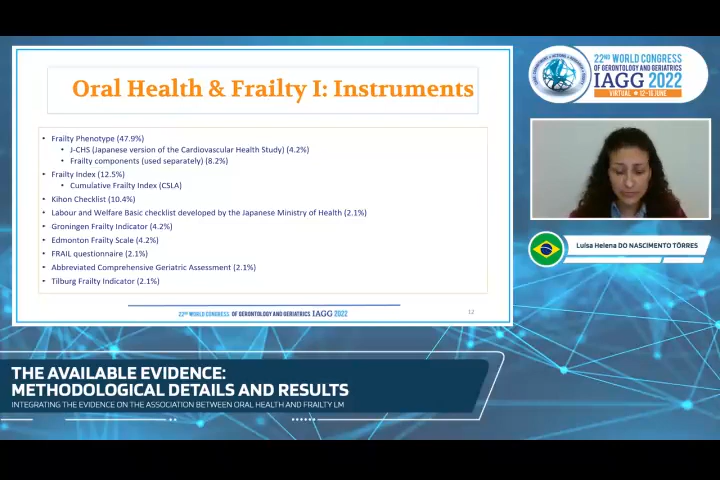 Oral Health & Frailty I: Instruments
• Frailty Phenotype (47.9%)
• J-CHS (Japanese version of the Cardiovascular Health Study) (4.2%)
• Frailty components (used separately) (8.2%)
• Frailty Index (12.5%)
• Cumulative Frailty Index (CSLA)
• Kihon Checklist (10.4%)
• Labour and Welfare Basic checklist developed by the Japanese Ministry of Health (2.1%)
• Groningen Frailty Indicator (4.2%)
• Edmonton Frailty Scale (4.2%)
• FRAIL questionnaire (2.1%)
• Abbreviated Comprehensive Geriatric Assessment (2.1%)
• Tilburg Frailty Indicator (2.1%)
22ND WORLD CONGRESS OF GERONTOLOGY AND GERIATRICS IAGG 2022
12
22ND WORLD CONGRESS
OF GERONTOLOGY AND GERIATRICS
IAGG 2022
VIRTUAL • 12-16 JUNE
Luísa Helena DO NASCIMENTO TÔRRES
THE AVAILABLE EVIDENCE:
METHODOLOGICAL DETAILS AND RESULTS
INTEGRATING THE EVIDENCE ON THE ASSOCIATION BETWEEN ORAL HEALTH AND FRAILTY LM